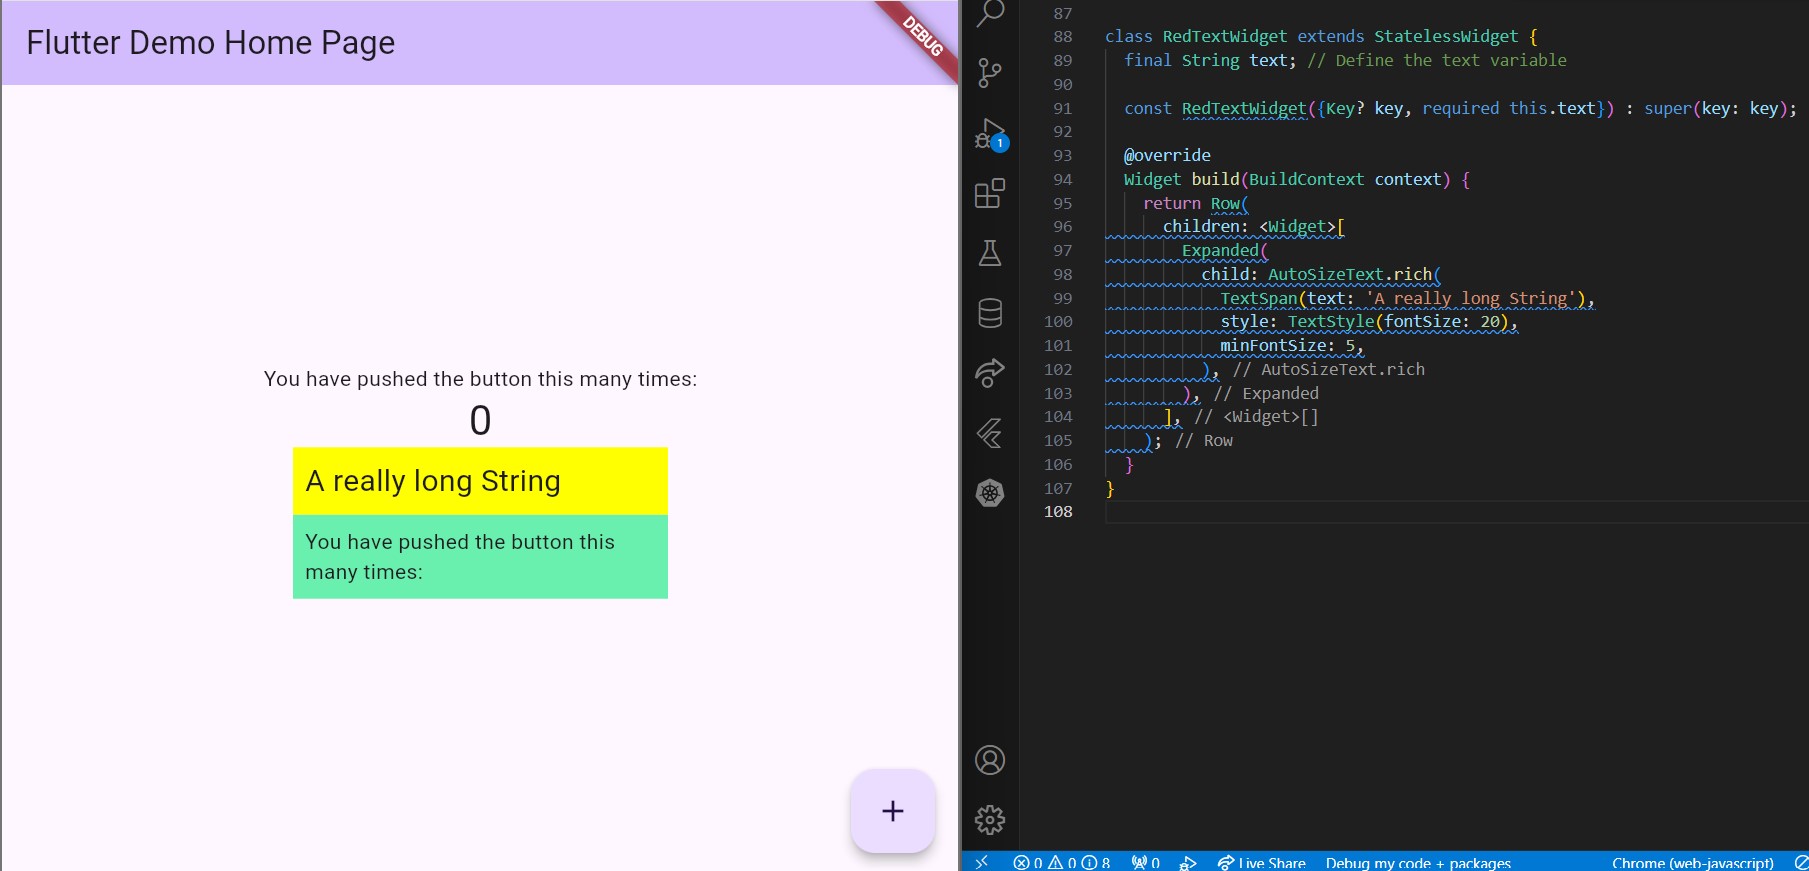 Flutter Demo Home Page
DEBUG
You have pushed the button this many times:
0
A really long String
You have pushed the button this
many times:
+
1
87
88 class RedTextWidget extends StatelessWidget {
89 final String text; // Define the text variable
90
91 const RedTextWidget({Key? key, required this.text}) : super(key: key);
92
93 @override
94 Widget build(BuildContext context) {
95 return Row(
96 children: <Widget>[
97 Expanded(
98 child: AutoSizeText.rich(
99 TextSpan(text: 'A really long String'),
100 style: TextStyle(fontSize: 20),
101 minFontSize: 5,
102 ), // AutoSizeText.rich
103 ), // Expanded
104 ], // <Widget>[]
105 ); // Row
106 }
107 }
108
0 0 8 0 Live Share Debug my code + packages Chrome (web-javascript)